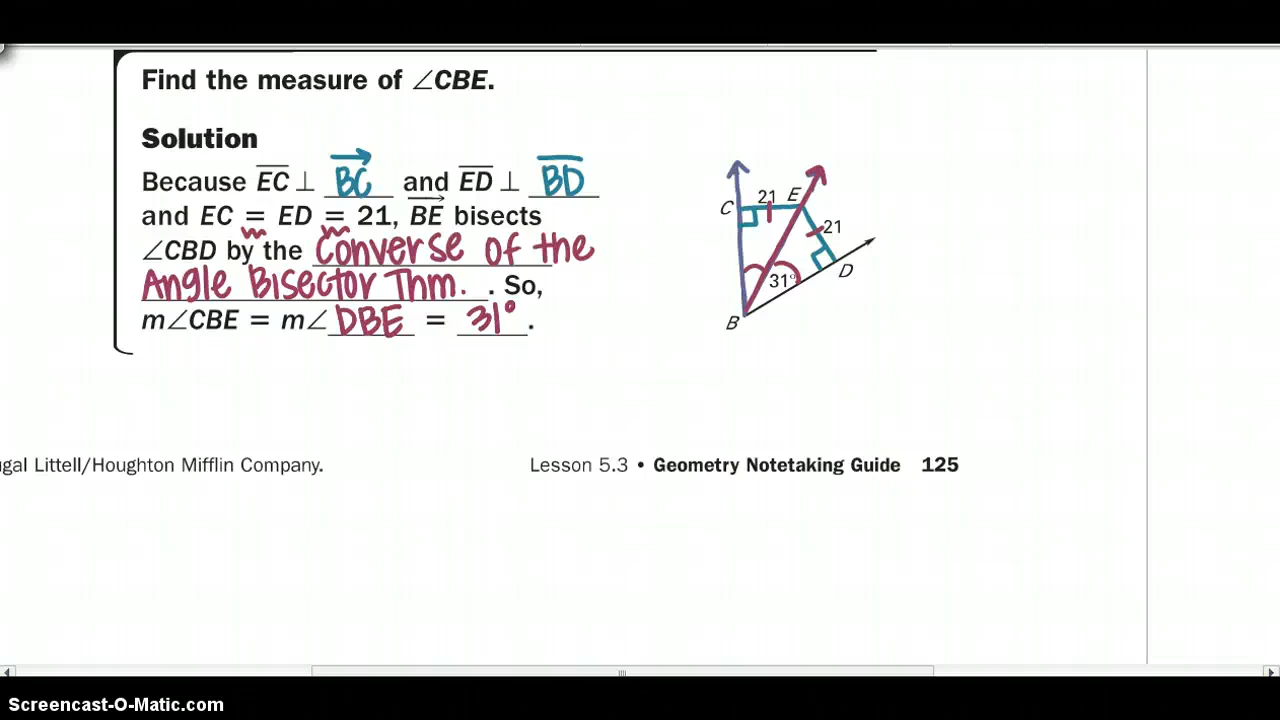 Find the measure of ∠CBE.
Solution
Because EC ⊥ BC and ED ⊥ BD
and EC = ED = 21, BE bisects
∠CBD by the Converse of the
Angle Bisector Thm. . So,
m∠CBE = m∠ DBE = 31° .
C
21
E
21
31°
D
B
ugal Littell/Houghton Mifflin Company.
Lesson 5.3 • Geometry Notetaking Guide 125
Screencast-O-Matic.com